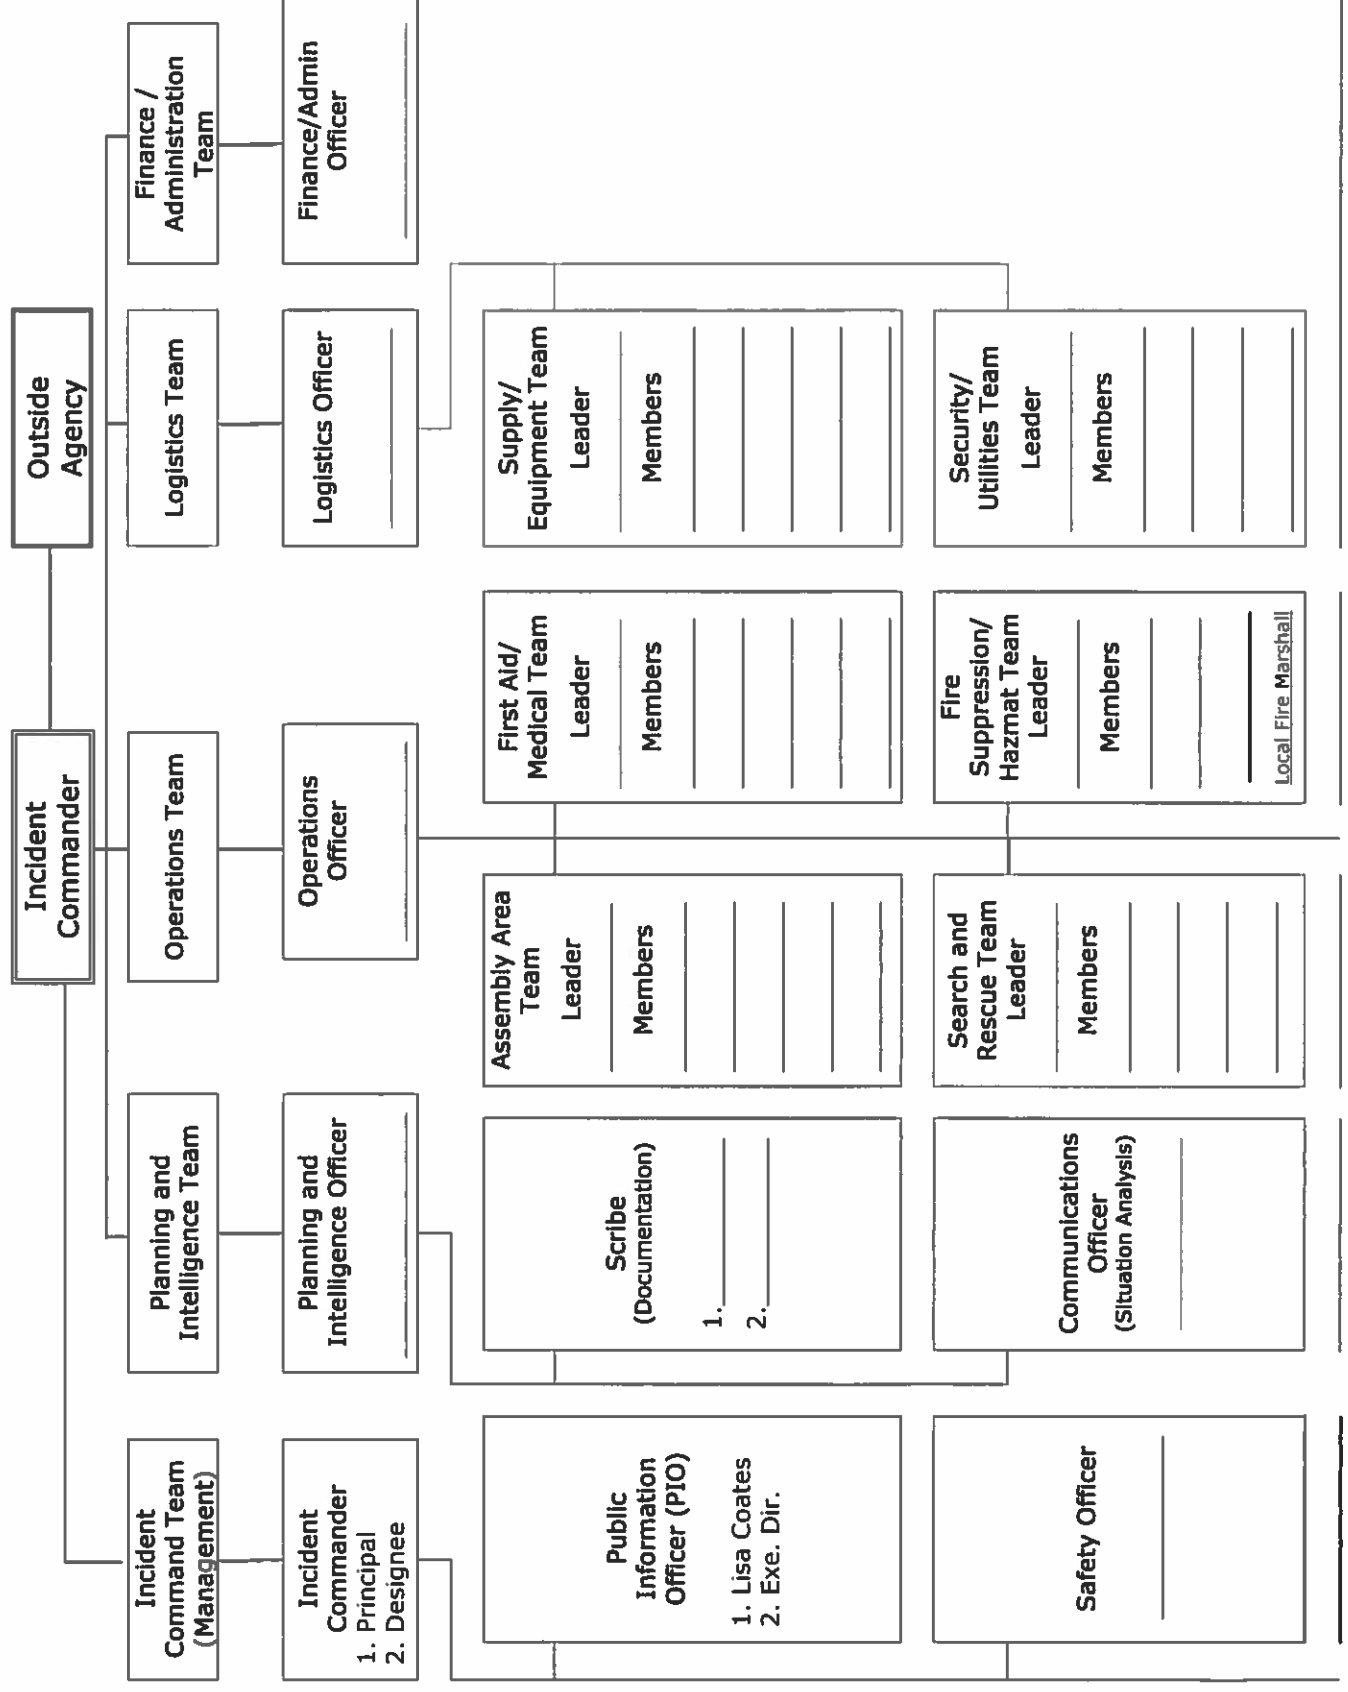 Incident
Commander
Outside
Agency
Incident
Command Team
(Management)
Planning and
Intelligence Team
Operations Team
Logistics Team
Finance /
Administration
Team
Incident
Commander
1. Principal
2. Designee
Planning and
Intelligence Officer
Operations
Officer
Logistics Officer
Finance/Admin
Officer
Public
Information
Officer (PIO)
1. Lisa Coates
2. Exe. Dir.
Scribe
(Documentation)
1.
2.
Assembly Area
Team
Leader
Members
First Aid/
Medical Team
Leader
Members
Supply/
Equipment Team
Leader
Members
Safety Officer
Communications
Officer
(Situation Analysis)
Search and
Rescue Team
Leader
Members
Fire
Suppression/
Hazmat Team
Leader
Members
Local Fire Marshall
Security/
Utilities Team
Leader
Members